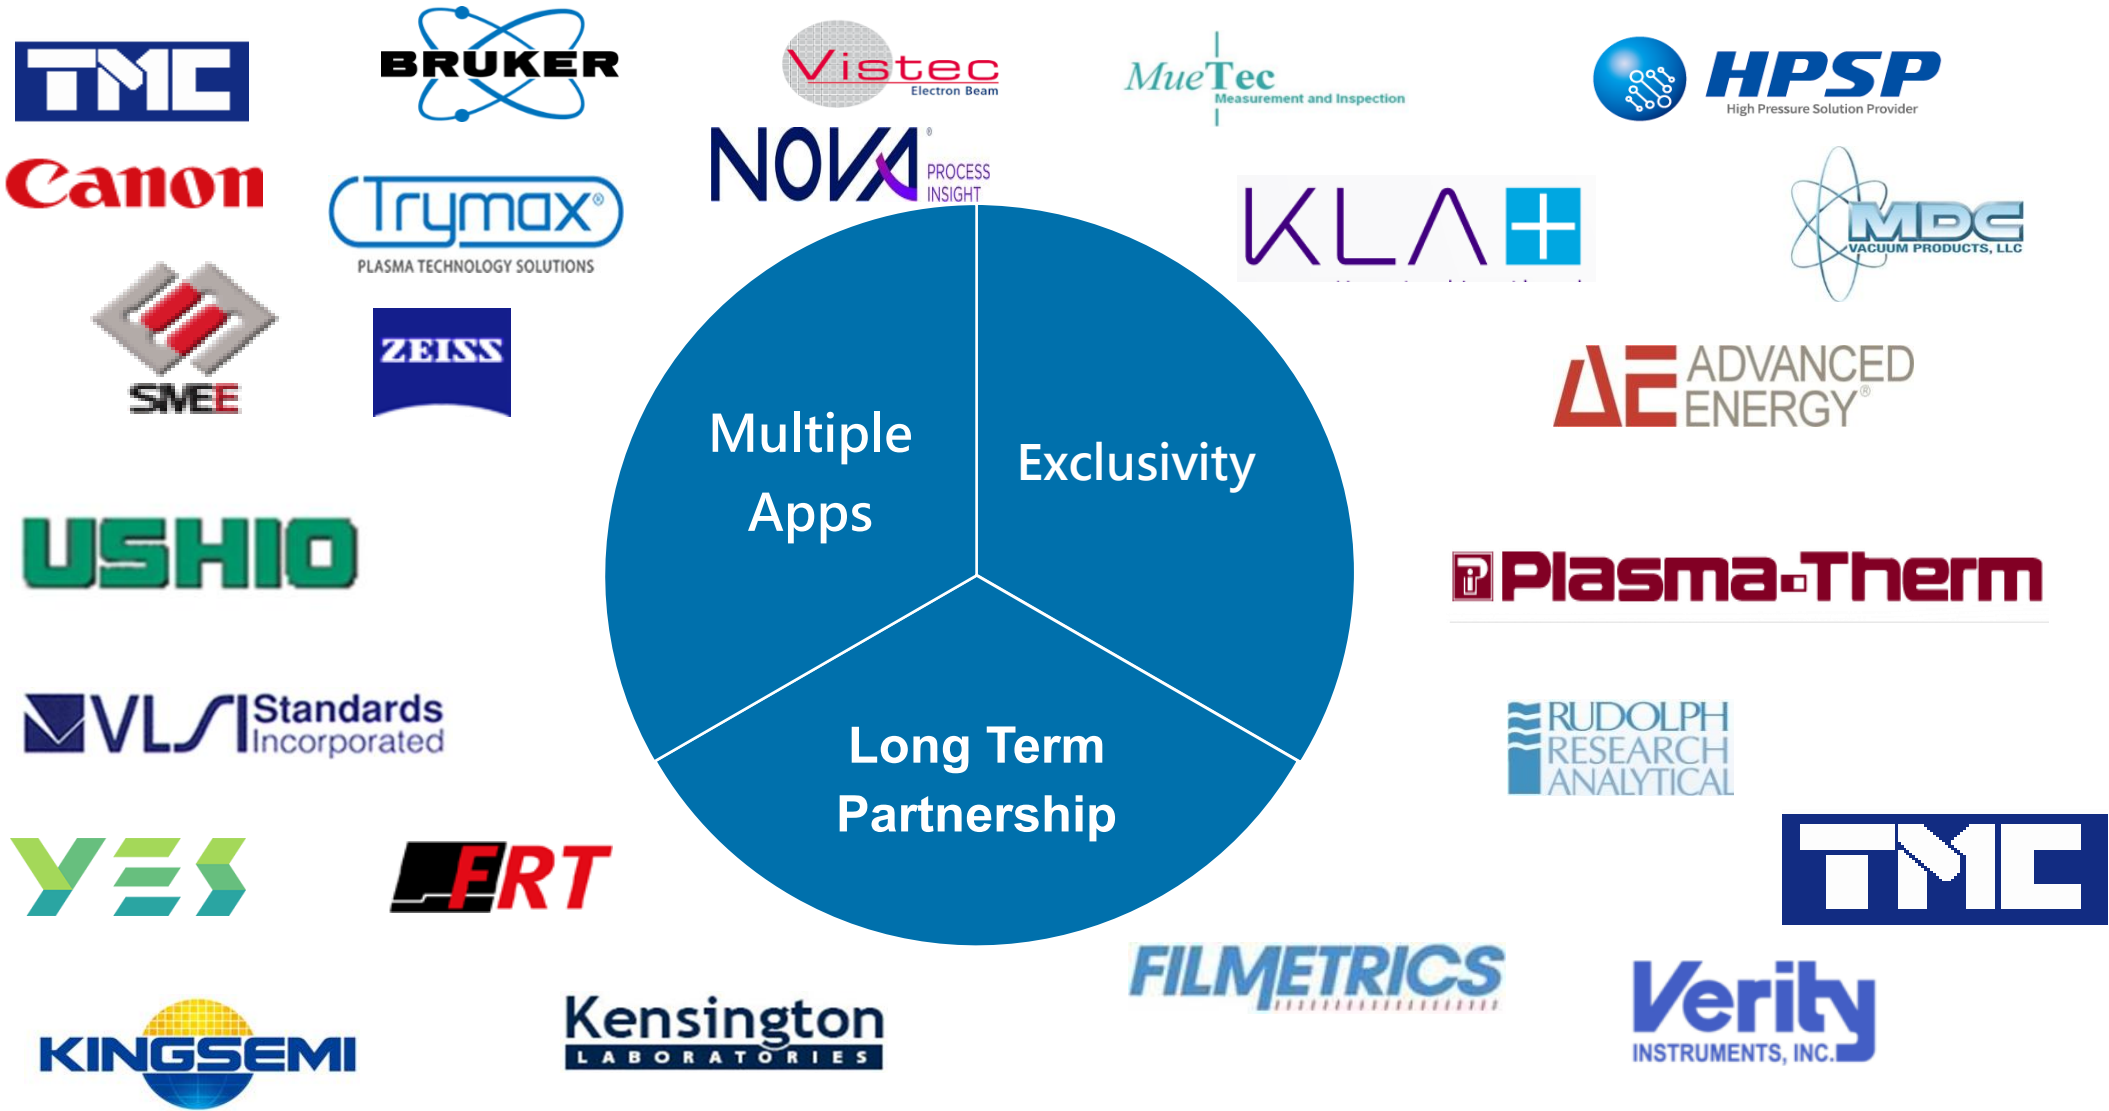 TMC
BRUKER
Vistec
Electron Beam
MueTec
Measurement and Inspection
HPSP
High Pressure Solution Provider
Canon
Trymax®
PLASMA TECHNOLOGY SOLUTIONS
NOVA®
PROCESS
INSIGHT
KLA+
MDC
VACUUM PRODUCTS, LLC
SMEE
ZEISS
AE ADVANCED
ENERGY®
Multiple
Apps
Exclusivity
USHIO
Plasma-Therm
VLSI Standards
Incorporated
Long Term
Partnership
RUDOLPH
RESEARCH
ANALYTICAL
YES
FRT
TMC
FILMETRICS
Verity
INSTRUMENTS, INC.
KINGSEMI
Kensington
LABORATORIES